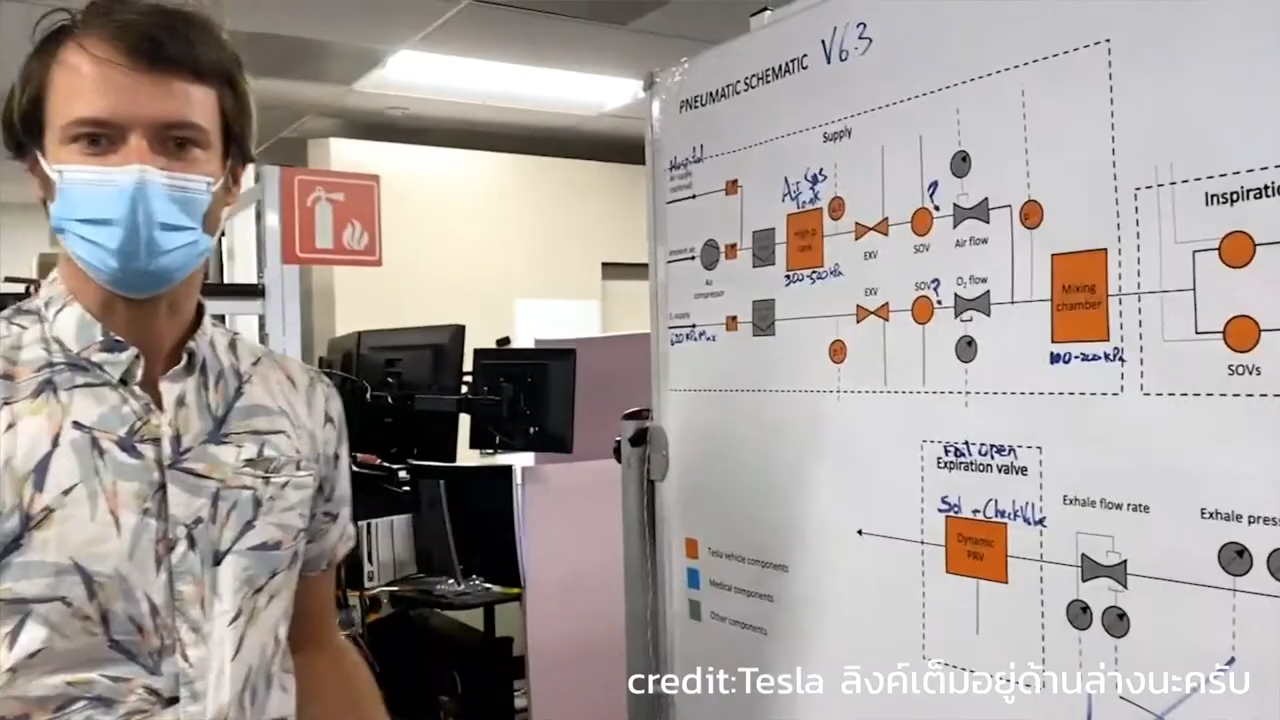 PNEUMATIC SCHEMATIC V6.3
Supply
Hospital
Air Gas
Tank
High p
tank
300-500kPa
EXV
SOV
?
Air flow
Air
compressor
EXV
SOV?
O₂ flow
620 kPa Max
p,t
Mixing
chamber
100-200kPa
SOVs
Fail open
Expiration valve
Sol + Check Valve
Dynamic
PRV
Exhale flow rate
Tesla vehicle components
Medical components
Other components
credit:Tesla ลิงค์เต็มอยู่ด้านล่างนะครับ